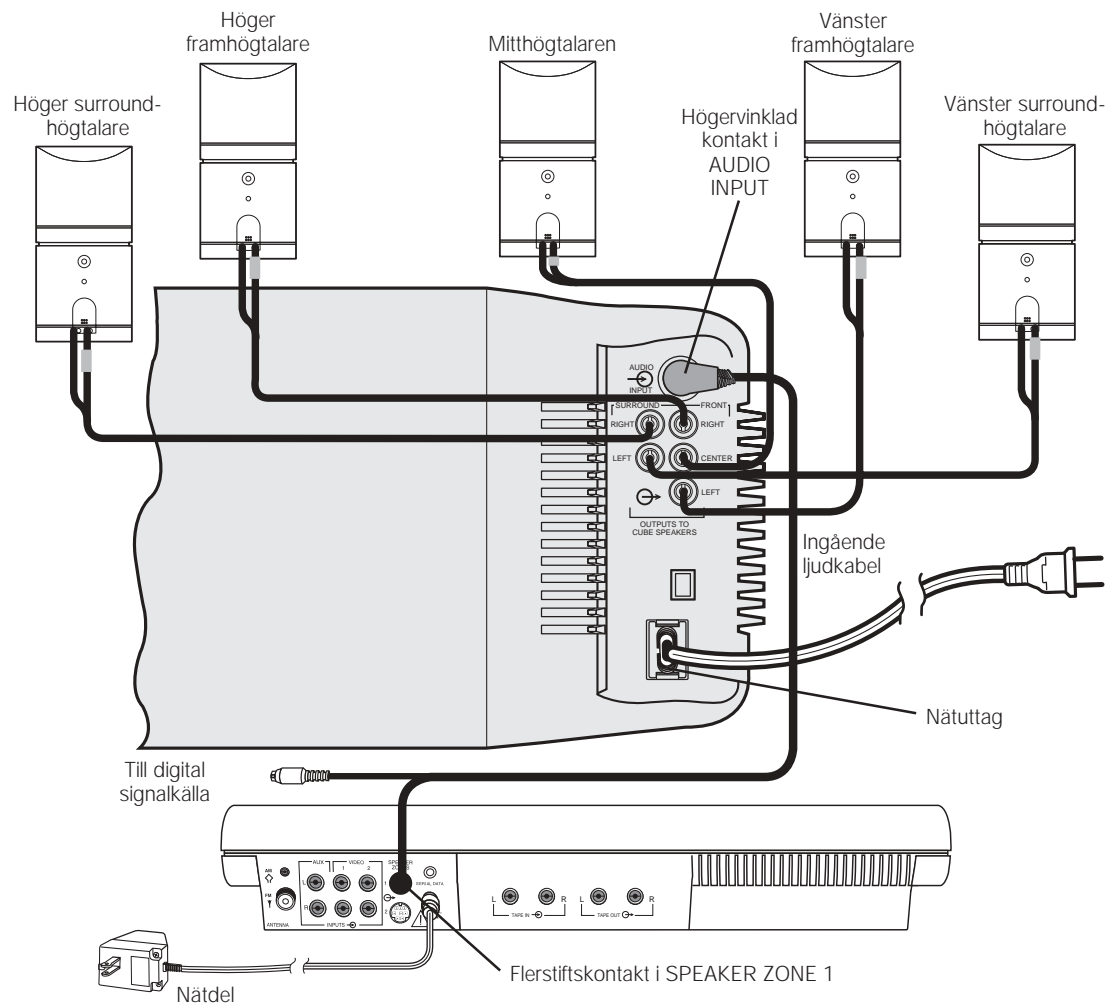 Höger
framhögtalare
Mitthögtalaren
Vänster
framhögtalare
Höger surround-
högtalare
Högervinklad
kontakt i
AUDIO
INPUT
Vänster surround-
högtalare
AUDIO
INPUT
SURROUND FRONT
RIGHT RIGHT
LEFT CENTER
LEFT
OUTPUTS TO
CUBE SPEAKERS
Ingående
ljudkabel
Nätuttag
Till digital
signalkälla
AUX VIDEO SPEAKER
1 2
AM
L 1 SERIAL DATA
FM
R 2
ANTENNA INPUTS
L R L R
TAPE IN TAPE OUT
Flerstiftskontakt i SPEAKER ZONE 1
Nätdel